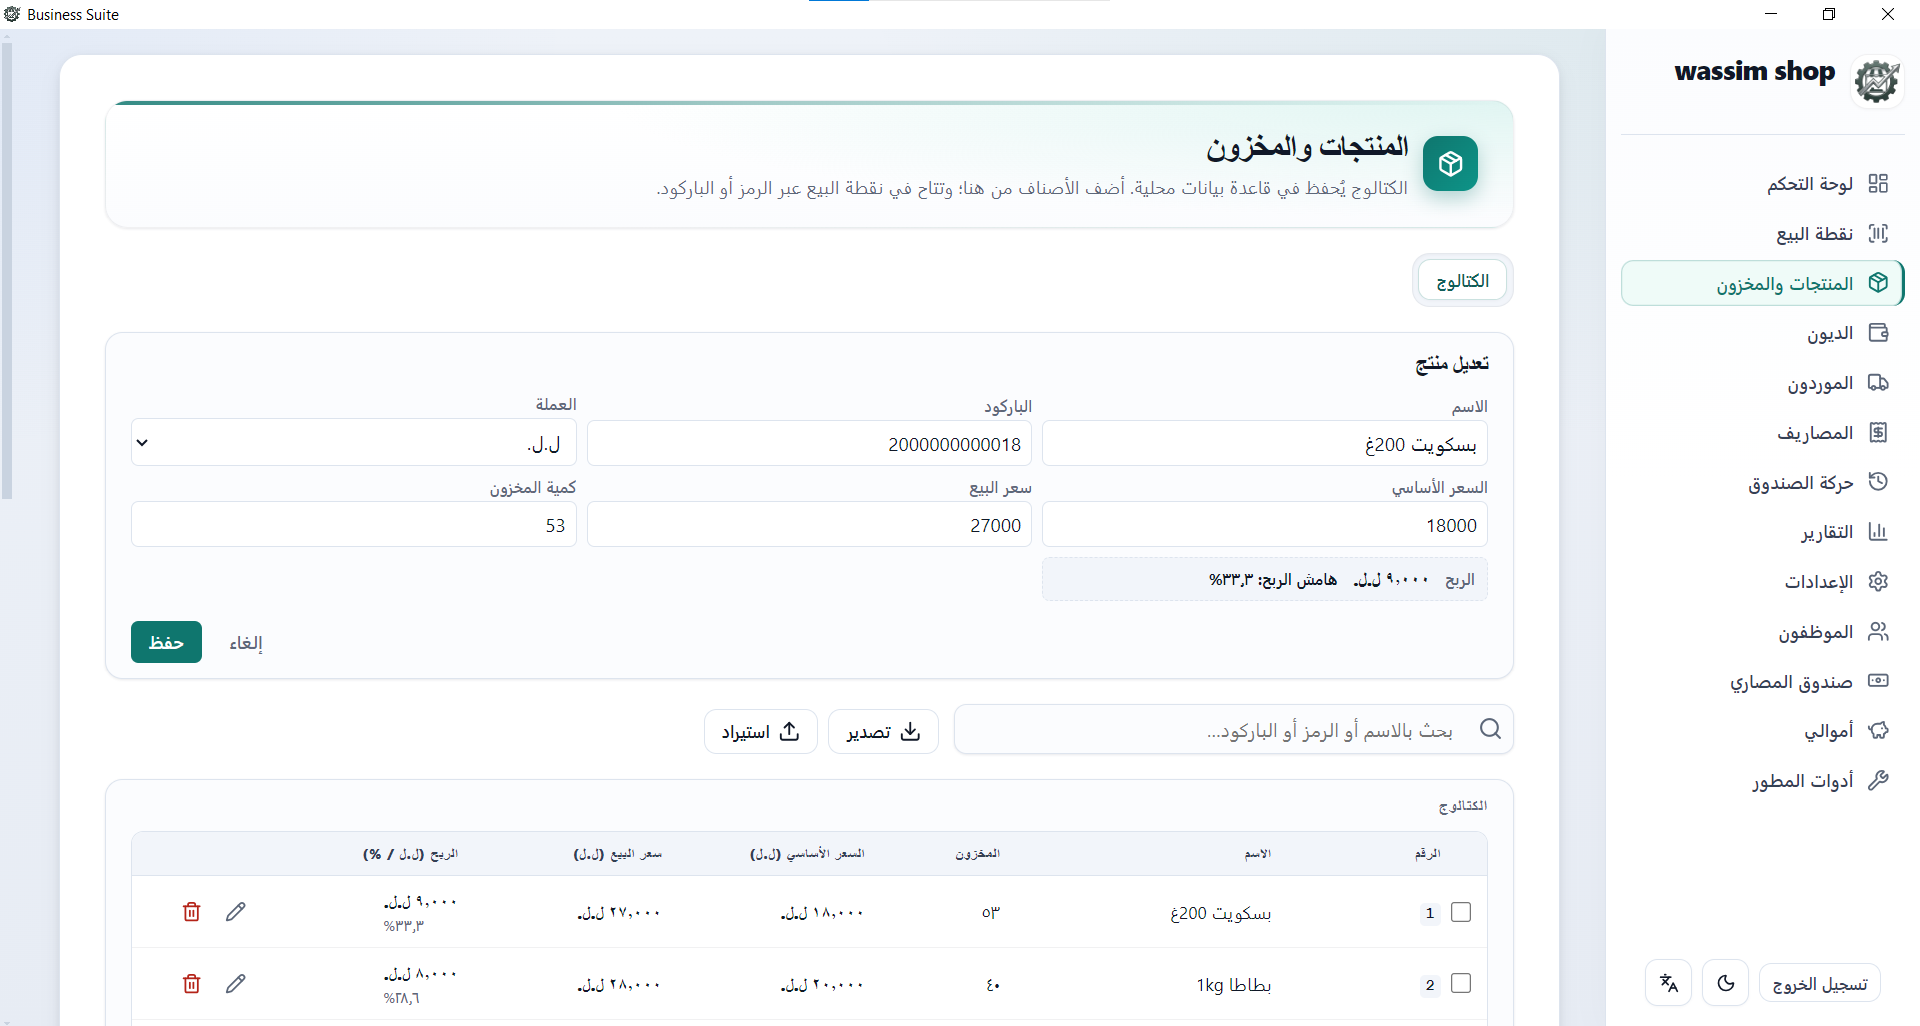 Business Suite
wassim shop
لوحة التحكم
نقطة البيع
المنتجات والمخزون
الديون
الموردون
المصاريف
حركة الصندوق
التقارير
الإعدادات
الموظفون
صندوق المصاري
أموالي
أدوات المطور
تسجيل الخروج
المنتجات والمخزون
الكتالوج يُحفظ في قاعدة بيانات محلية. أضف الأصناف من هنا؛ وتتاح في نقطة البيع عبر الرمز أو الباركود.
الكتالوج
تعديل منتج
الاسم الباركود العملة
بسكويت 200غ 2000000000018 ل.ل.
السعر الأساسي سعر البيع كمية المخزون
18000 27000 53
الربح ٩,٠٠٠ ل.ل. هامش الربح: ٣٣,٣%
إلغاء حفظ
بحث بالاسم أو الرمز أو الباركود... تصدير استيراد
الكتالوج
الرقم الاسم المخزون السعر الأساسي (ل.ل) سعر البيع (ل.ل) الربح (ل.ل / %)
1 بسكويت 200غ ٥٣ ١٨,٠٠٠ ل.ل. ٢٧,٠٠٠ ل.ل. ٩,٠٠٠ ل.ل.
٣٣,٣%
2 بطاطا 1kg ٤٠ ٢٠,٠٠٠ ل.ل. ٢٨,٠٠٠ ل.ل. ٨,٠٠٠ ل.ل.
٢٨,٦%